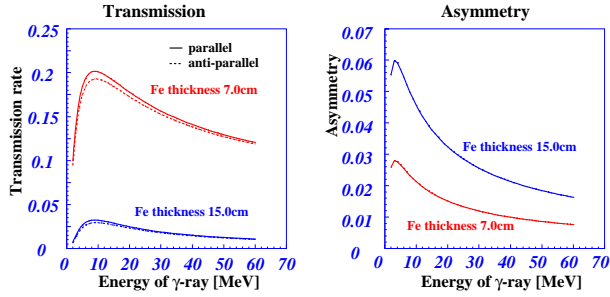 Transmission
Transmission rate
0.25
0.2
0.15
0.1
0.05
0
parallel
anti-parallel
Fe thickness 7.0cm
Fe thickness 15.0cm
0 10 20 30 40 50 60 70
Energy of γ-ray [MeV]
Asymmetry
Asymmetry
0.07
0.06
0.05
0.04
0.03
0.02
0.01
0
Fe thickness 15.0cm
Fe thickness 7.0cm
0 10 20 30 40 50 60 70
Energy of γ-ray [MeV]